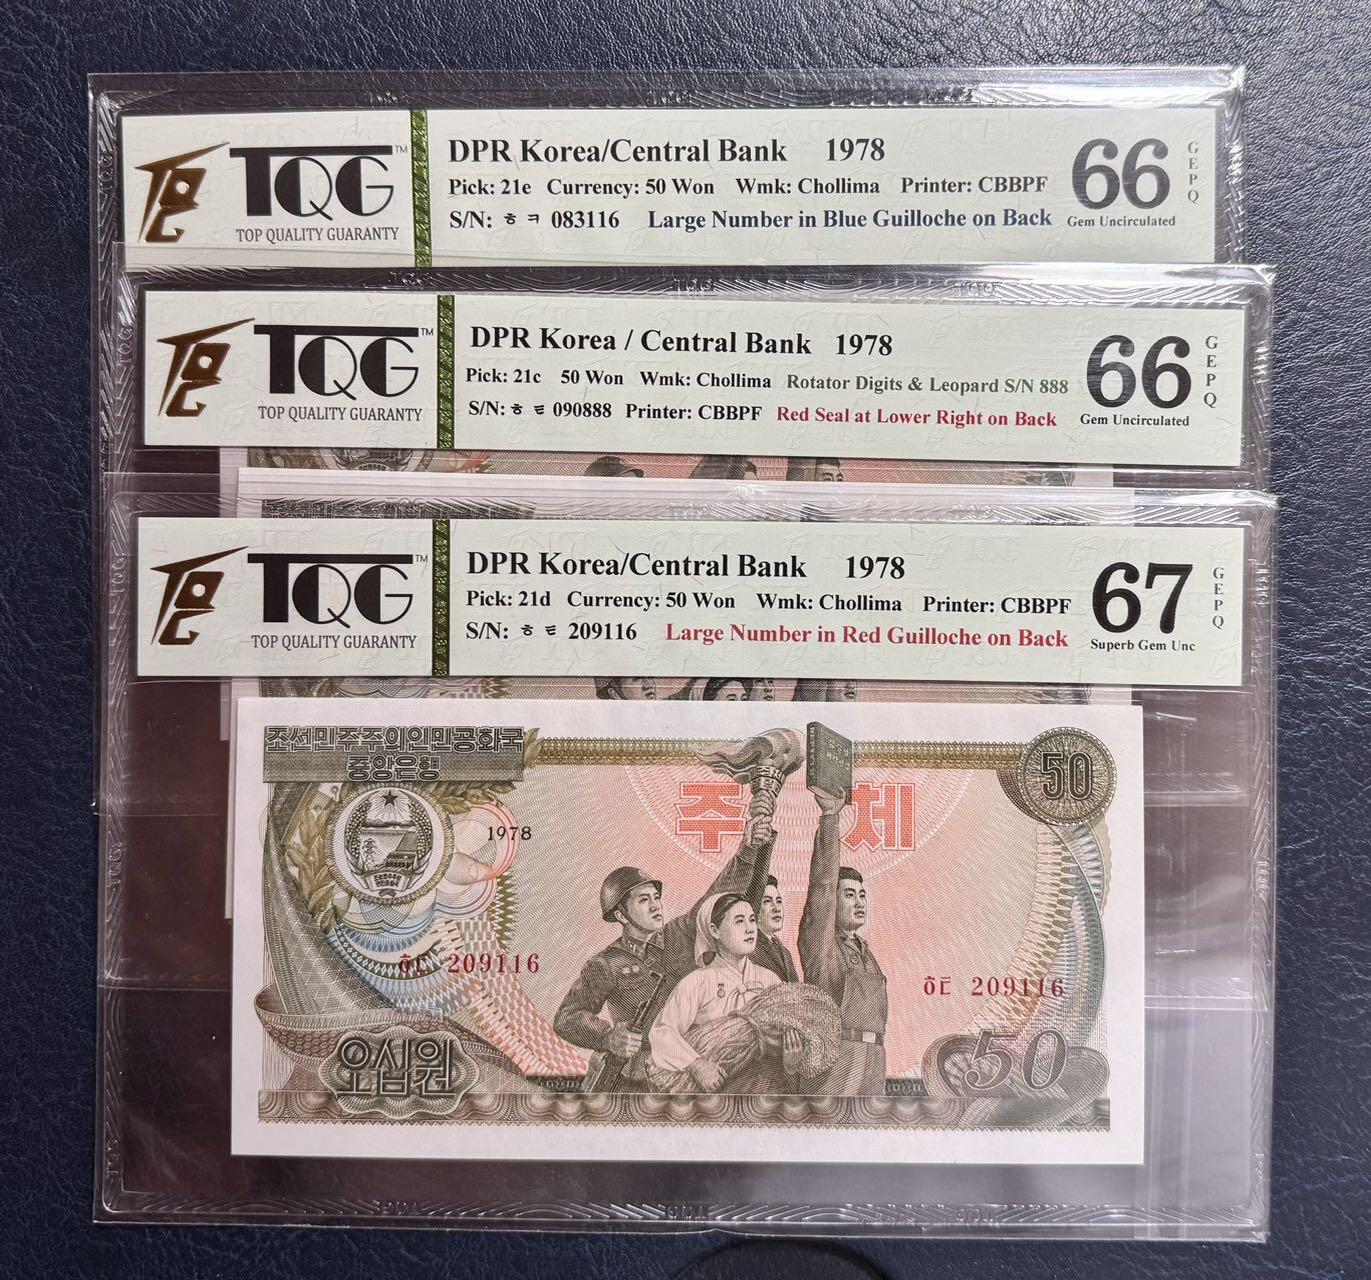 TQG™
TOP QUALITY GUARANTY
DPR Korea/Central Bank 1978
Pick: 21e Currency: 50 Won Wmk: Chollima Printer: CBBPF
S/N: ㅎ ㅋ 083116 Large Number in Blue Guilloche on Back
66
Gem Uncirculated
GEPQ
TQG™
TOP QUALITY GUARANTY
DPR Korea / Central Bank 1978
Pick: 21c 50 Won Wmk: Chollima Rotator Digits & Leopard S/N 888
S/N: ㅎ ㅌ 090888 Printer: CBBPF Red Seal at Lower Right on Back
66
Gem Uncirculated
GEPQ
TQG™
TOP QUALITY GUARANTY
DPR Korea/Central Bank 1978
Pick: 21d Currency: 50 Won Wmk: Chollima Printer: CBBPF
S/N: ㅎ ㅌ 209116 Large Number in Red Guilloche on Back
67
Superb Gem Unc
GEPQ
조선민주주의인민공화국
중앙은행
50
주체
1978
ㅎㅌ 209116
ㅎㅌ 209116
오십원
50